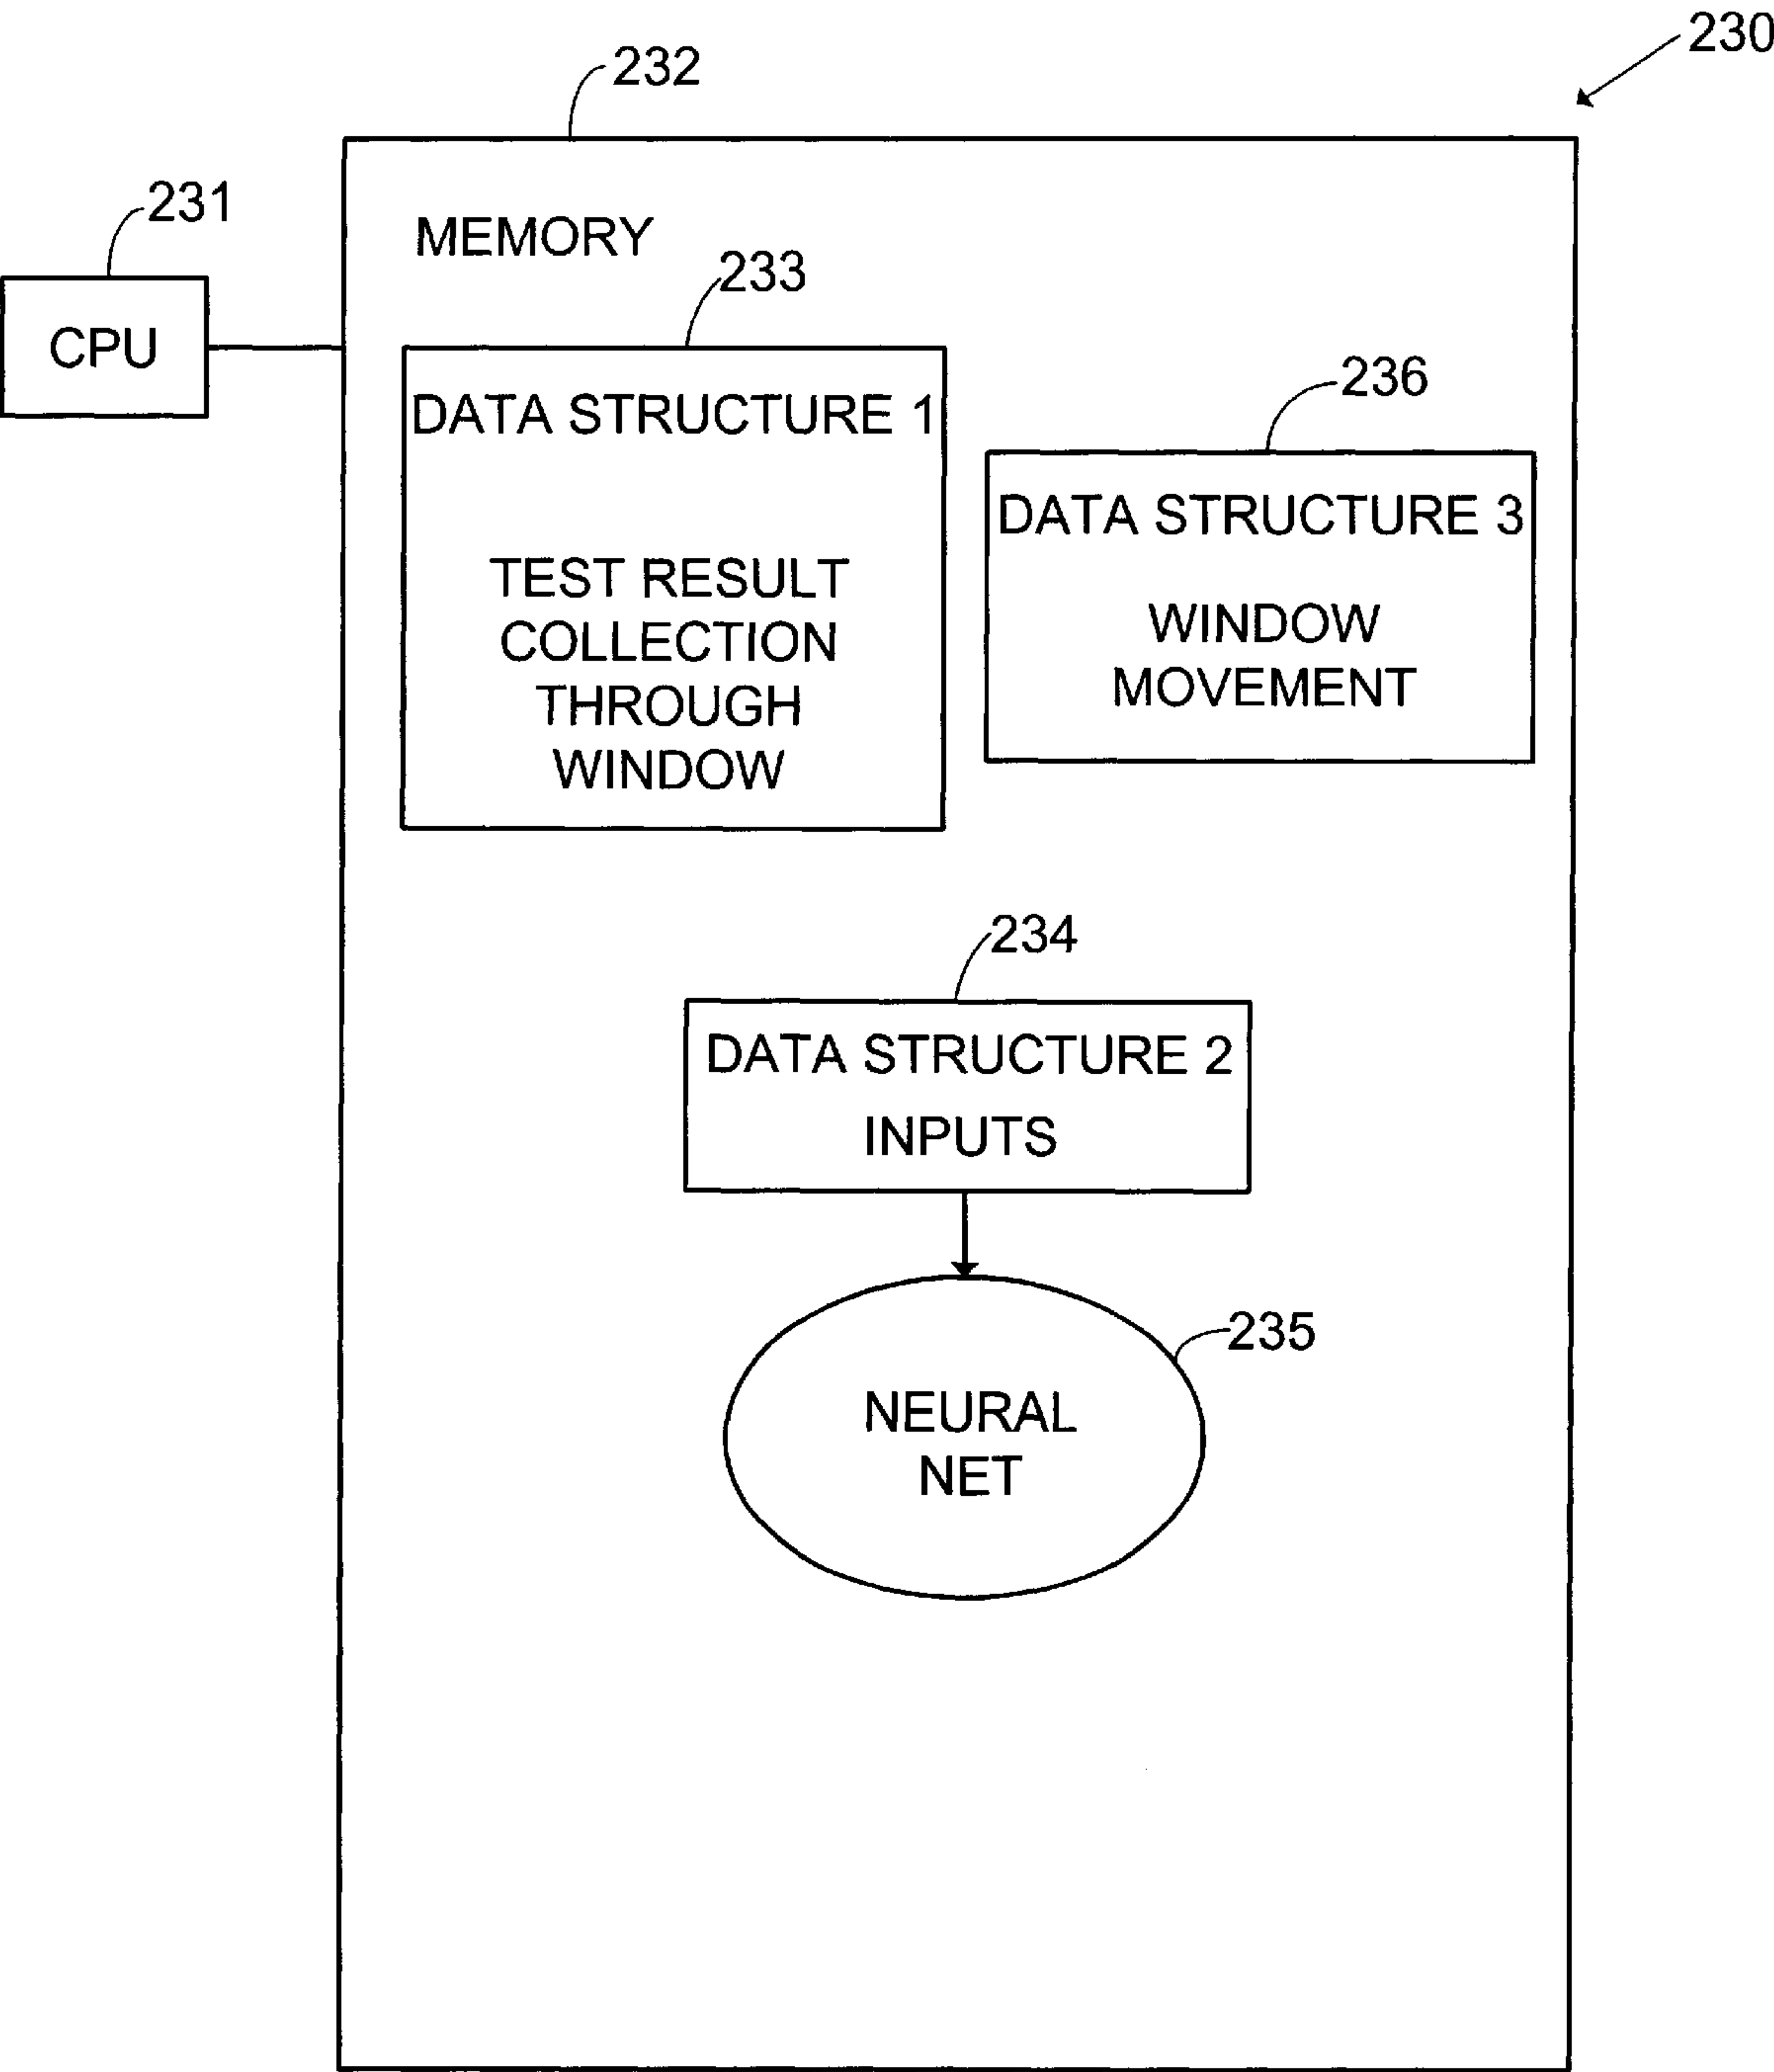 230
232
231
MEMORY
233
CPU
236
DATA STRUCTURE 1
DATA STRUCTURE 3
TEST RESULT
COLLECTION
THROUGH
WINDOW
WINDOW
MOVEMENT
234
DATA STRUCTURE 2
INPUTS
235
NEURAL
NET